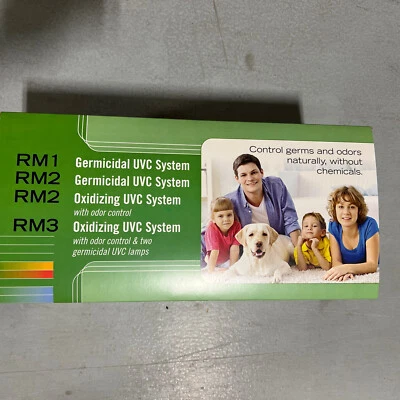 RM1 Germicidal UVC System
RM2 Germicidal UVC System
RM2 Oxidizing UVC System
with odor control
RM3 Oxidizing UVC System
with odor control & two
germicidal UVC lamps
Control germs and odors
naturally, without
chemicals.